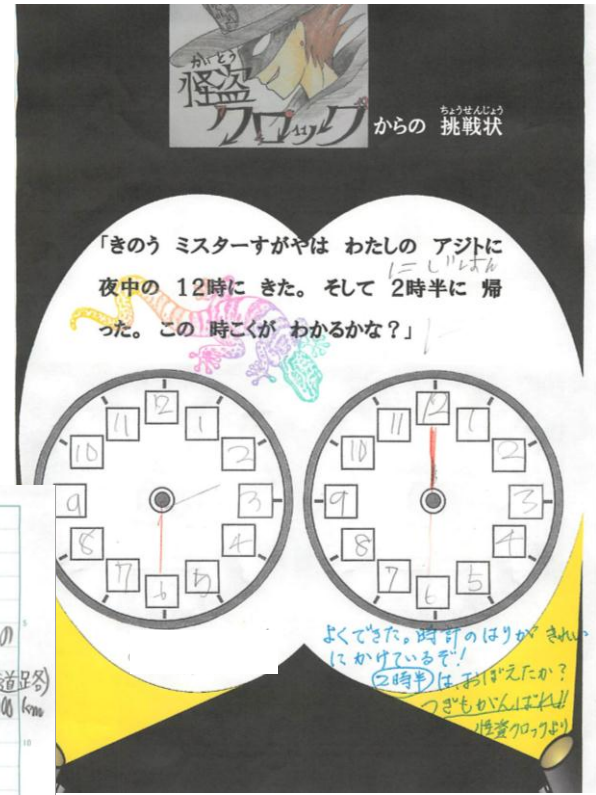 かいとう
怪盗
クロック
からの 挑戦状
ちょうせんじょう
「きのう ミスターすがやは わたしの アジトに
にじはん
夜中の 12時に きた。 そして 2時半に 帰
った。 この 時こくが わかるかな？」
12
1
2
3
4
5
6
7
8
9
10
11
12
1
2
3
4
5
6
7
8
9
10
11
よくできた。時計のはりが きれい
にかけているぞ！
2時半は、おぼえたか？
つぎもがんばれ!!
怪盗クロックより
の
道路)
km
5
10